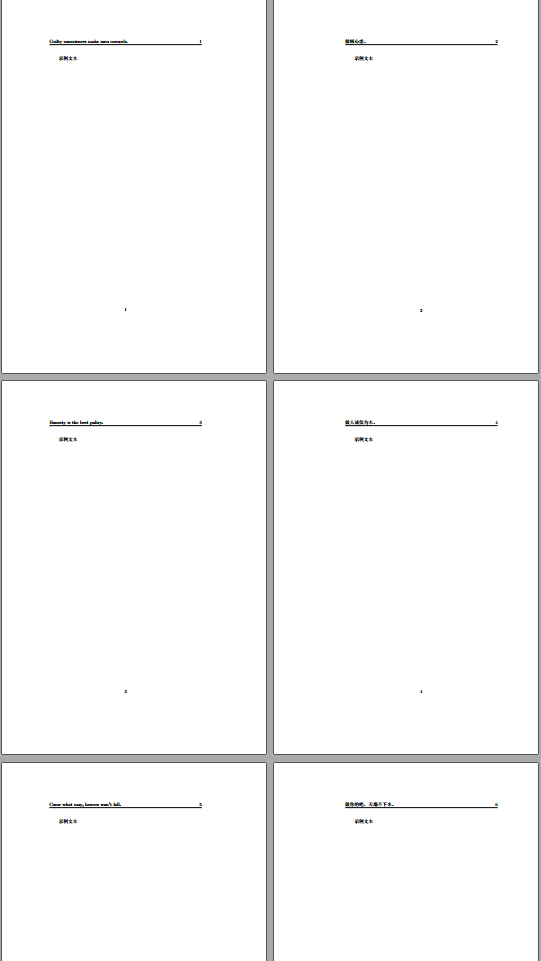 Guilty consciences make men cowards. 1
示例文本
1
做贼心虚。 2
示例文本
2
Honesty is the best policy. 3
示例文本
3
做人诚信为本。 4
示例文本
4
Come what may, heaven won't fall. 5
示例文本
做你的吧，天塌不下来。 6
示例文本